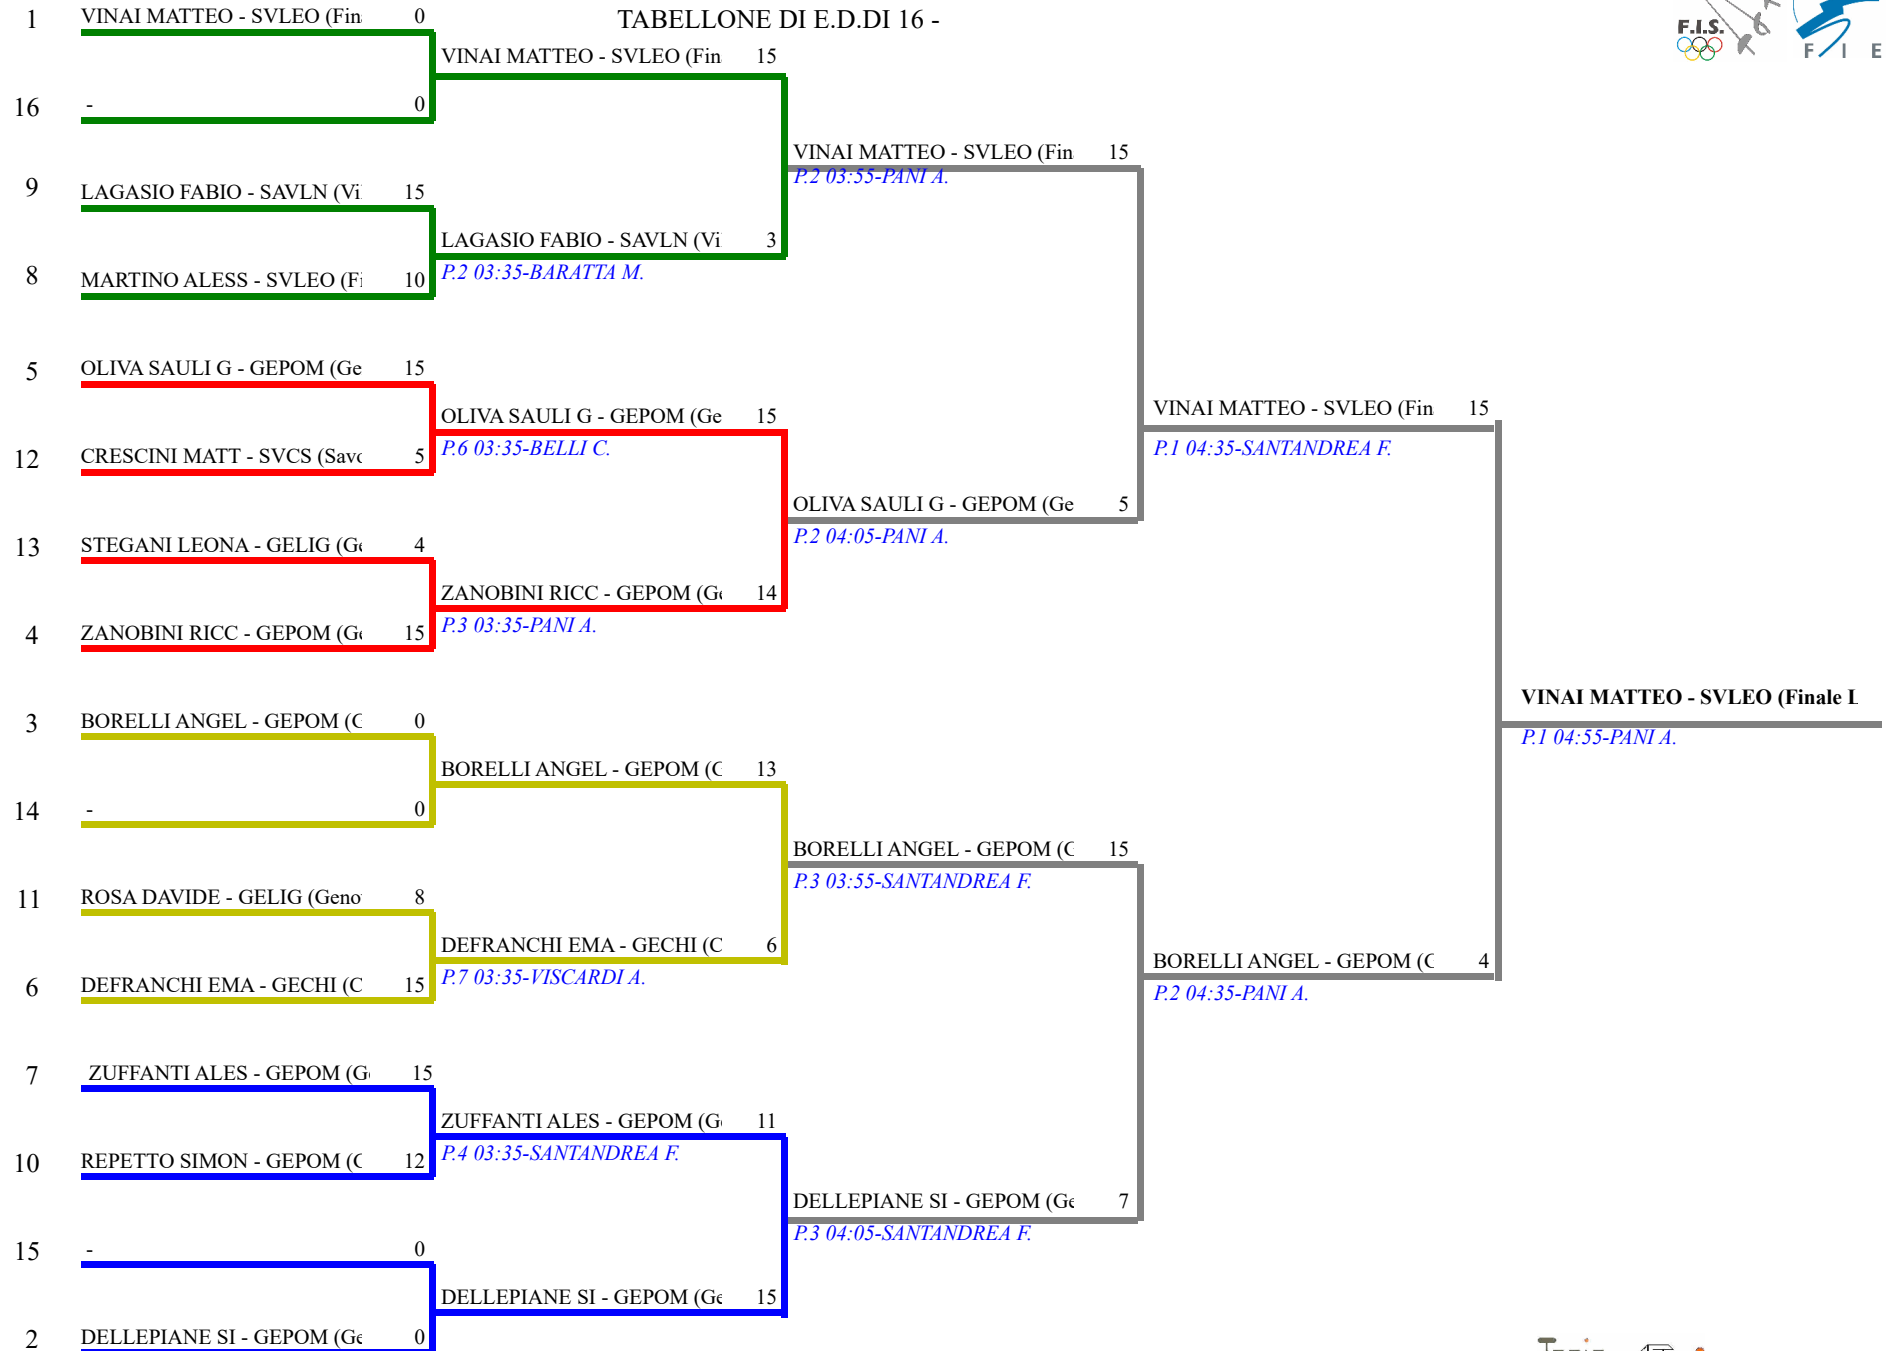 TABELLONE DI E.D.DI 16 -
F.I.S.
F I E
1 VINAI MATTEO - SVLEO (Fin 0
VINAI MATTEO - SVLEO (Fin 15
16 - 0
VINAI MATTEO - SVLEO (Fin 15
P.2 03:55-PANI A.
9 LAGASIO FABIO - SAVLN (Vi 15
LAGASIO FABIO - SAVLN (Vi 3
P.2 03:35-BARATTA M.
8 MARTINO ALESS - SVLEO (Fi 10
5 OLIVA SAULI G - GEPOM (Ge 15
OLIVA SAULI G - GEPOM (Ge 15
P.6 03:35-BELLI C.
VINAI MATTEO - SVLEO (Fin 15
P.1 04:35-SANTANDREA F.
12 CRESCINI MATT - SVCS (Savo 5
OLIVA SAULI G - GEPOM (Ge 5
P.2 04:05-PANI A.
13 STEGANI LEONA - GELIG (Ge 4
ZANOBINI RICC - GEPOM (Ge 14
P.3 03:35-PANI A.
4 ZANOBINI RICC - GEPOM (Ge 15
VINAI MATTEO - SVLEO (Finale L
P.1 04:55-PANI A.
3 BORELLI ANGEL - GEPOM (G 0
BORELLI ANGEL - GEPOM (G 13
14 - 0
BORELLI ANGEL - GEPOM (G 15
P.3 03:55-SANTANDREA F.
11 ROSA DAVIDE - GELIG (Geno 8
DEFRANCHI EMA - GECHI (C 6
P.7 03:35-VISCARDI A.
BORELLI ANGEL - GEPOM (G 4
P.2 04:35-PANI A.
6 DEFRANCHI EMA - GECHI (C 15
7 ZUFFANTI ALES - GEPOM (G 15
ZUFFANTI ALES - GEPOM (G 11
P.4 03:35-SANTANDREA F.
10 REPETTO SIMON - GEPOM (G 12
DELLEPIANE SI - GEPOM (Ge 7
P.3 04:05-SANTANDREA F.
15 - 0
DELLEPIANE SI - GEPOM (Ge 15
2 DELLEPIANE SI - GEPOM (Ge 0